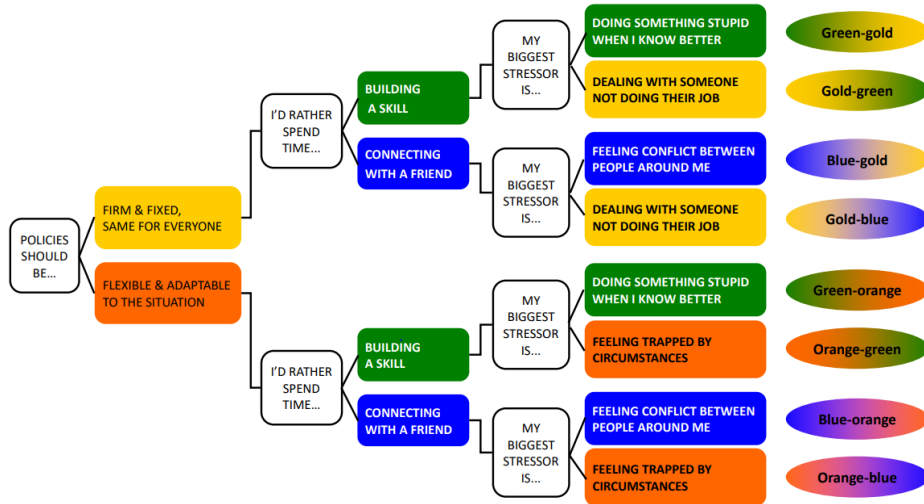 POLICIES
SHOULD
BE...
FIRM & FIXED,
SAME FOR EVERYONE
FLEXIBLE & ADAPTABLE
TO THE SITUATION
I'D RATHER
SPEND
TIME...
BUILDING
A SKILL
CONNECTING
WITH A FRIEND
MY
BIGGEST
STRESSOR
IS...
DOING SOMETHING STUPID
WHEN I KNOW BETTER
Green-gold
DEALING WITH SOMEONE
NOT DOING THEIR JOB
Gold-green
MY
BIGGEST
STRESSOR
IS...
FEELING CONFLICT BETWEEN
PEOPLE AROUND ME
Blue-gold
DEALING WITH SOMEONE
NOT DOING THEIR JOB
Gold-blue
I'D RATHER
SPEND
TIME...
BUILDING
A SKILL
CONNECTING
WITH A FRIEND
MY
BIGGEST
STRESSOR
IS...
DOING SOMETHING STUPID
WHEN I KNOW BETTER
Green-orange
FEELING TRAPPED BY
CIRCUMSTANCES
Orange-green
MY
BIGGEST
STRESSOR
IS...
FEELING CONFLICT BETWEEN
PEOPLE AROUND ME
Blue-orange
FEELING TRAPPED BY
CIRCUMSTANCES
Orange-blue